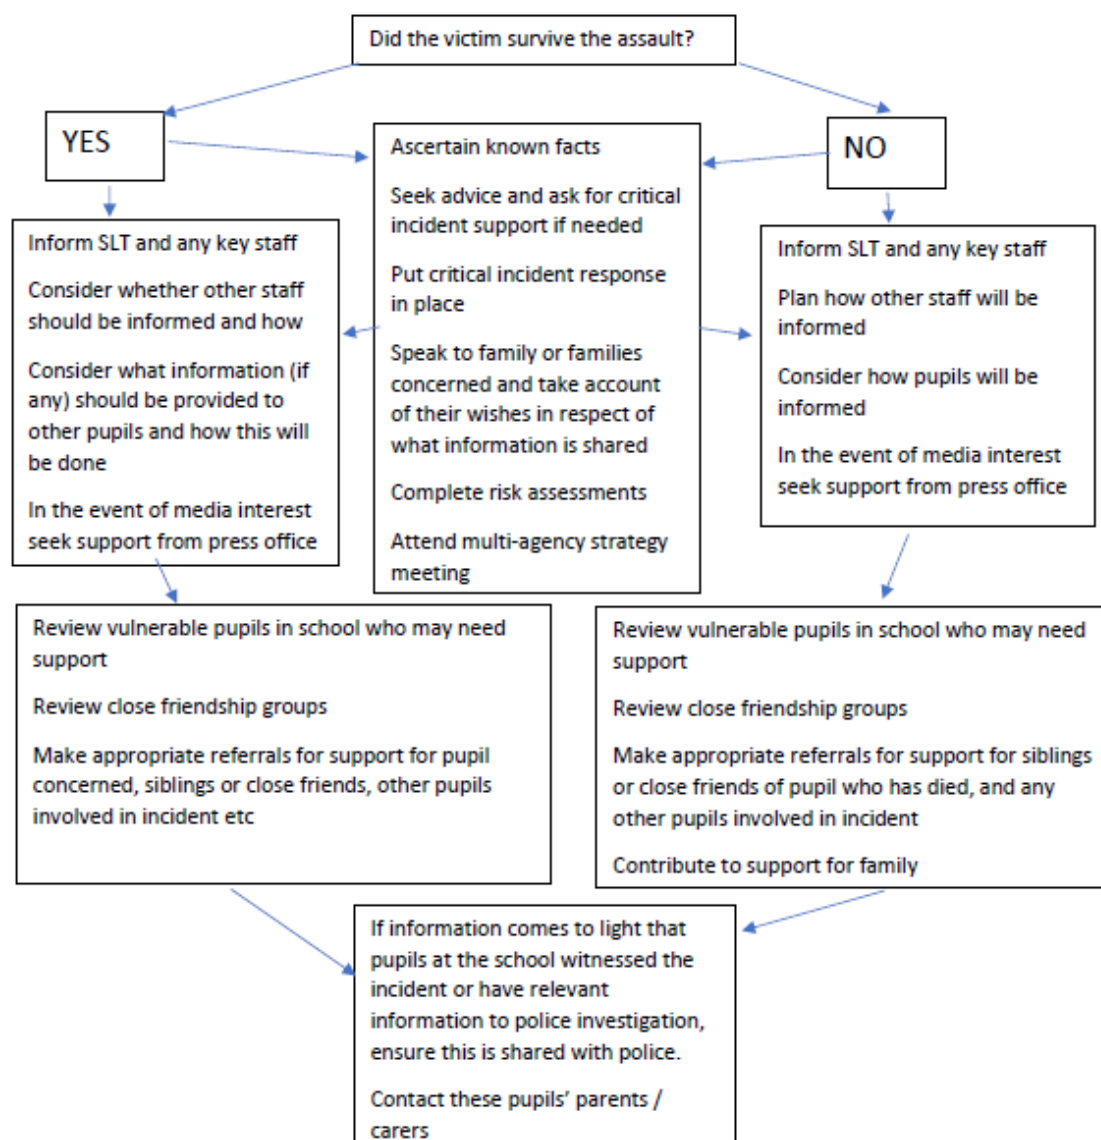 Did the victim survive the assault?
YES
NO
Ascertain known facts
Seek advice and ask for critical
incident support if needed
Put critical incident response
in place
Speak to family or families
concerned and take account
of their wishes in respect of
what information is shared
Complete risk assessments
Attend multi-agency strategy
meeting
Inform SLT and any key staff
Consider whether other staff
should be informed and how
Consider what information (if
any) should be provided to
other pupils and how this will
be done
In the event of media interest
seek support from press office
Inform SLT and any key staff
Plan how other staff will be
informed
Consider how pupils will be
informed
In the event of media interest
seek support from press office
Review vulnerable pupils in school who may need
support
Review close friendship groups
Make appropriate referrals for support for pupil
concerned, siblings or close friends, other pupils
involved in incident etc
Review vulnerable pupils in school who may need
support
Review close friendship groups
Make appropriate referrals for support for siblings
or close friends of pupil who has died, and any
other pupils involved in incident
Contribute to support for family
If information comes to light that
pupils at the school witnessed the
incident or have relevant
information to police investigation,
ensure this is shared with police.
Contact these pupils’ parents /
carers